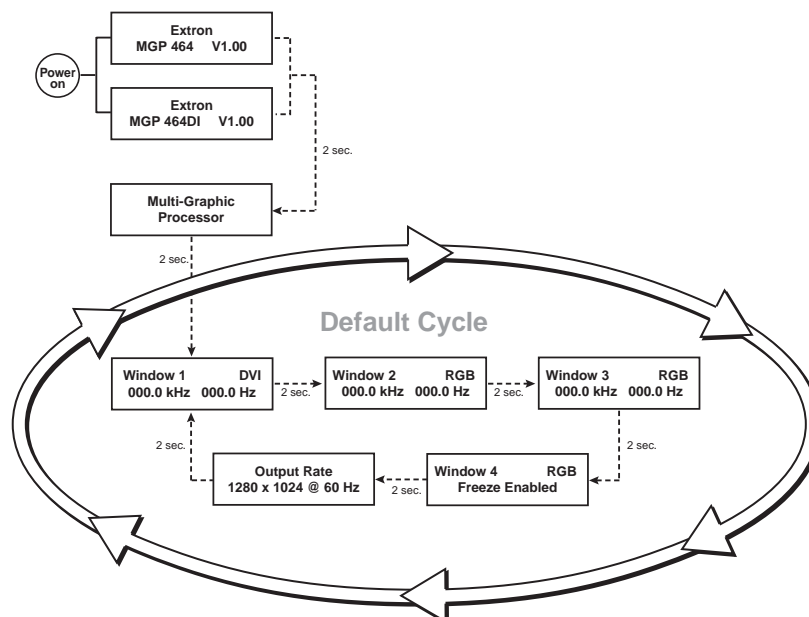 Power
on
Extron
MGP 464 V1.00
Extron
MGP 464DI V1.00
2 sec.
Multi-Graphic
Processor
2 sec.
Default Cycle
Window 1 DVI
000.0 kHz 000.0 Hz
2 sec.
Window 2 RGB
000.0 kHz 000.0 Hz
2 sec.
Window 3 RGB
000.0 kHz 000.0 Hz
2 sec.
Window 4 RGB
Freeze Enabled
2 sec.
Output Rate
1280 x 1024 @ 60 Hz
2 sec.